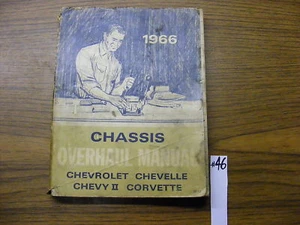 1966
CHASSIS
OVERHAUL MANUAL
CHEVROLET CHEVELLE
CHEVY II CORVETTE
#46